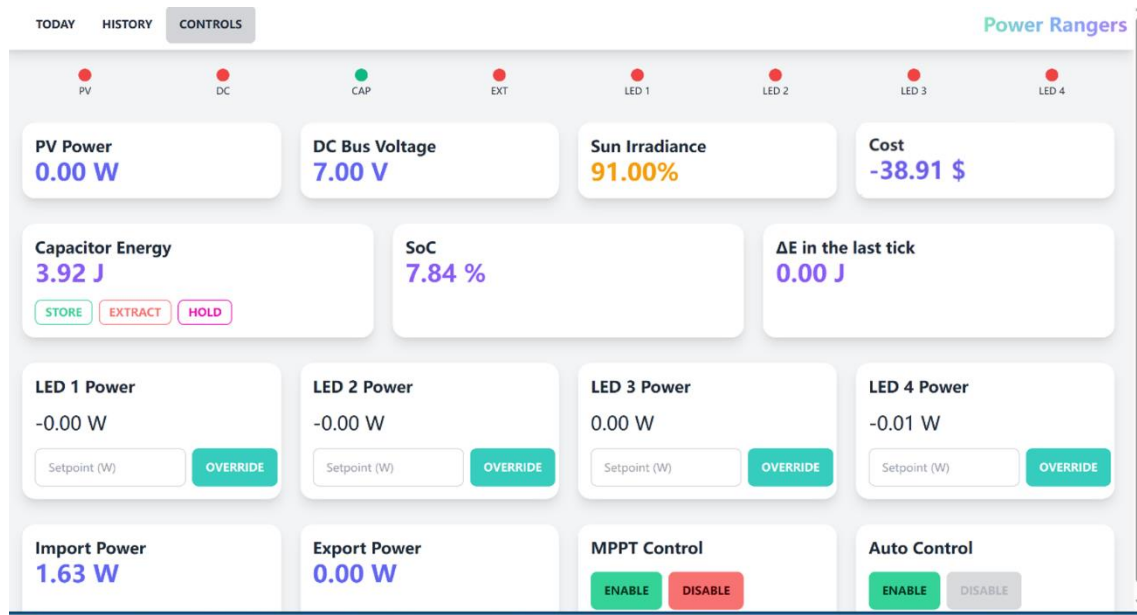 TODAY HISTORY CONTROLS Power Rangers
PV DC CAP EXT LED 1 LED 2 LED 3 LED 4
PV Power
0.00 W
DC Bus Voltage
7.00 V
Sun Irradiance
91.00%
Cost
-38.91 $
Capacitor Energy
3.92 J
STORE EXTRACT HOLD
SoC
7.84 %
ΔE in the last tick
0.00 J
LED 1 Power
-0.00 W
Setpoint (W) OVERRIDE
LED 2 Power
-0.00 W
Setpoint (W) OVERRIDE
LED 3 Power
0.00 W
Setpoint (W) OVERRIDE
LED 4 Power
-0.01 W
Setpoint (W) OVERRIDE
Import Power
1.63 W
Export Power
0.00 W
MPPT Control
ENABLE DISABLE
Auto Control
ENABLE DISABLE